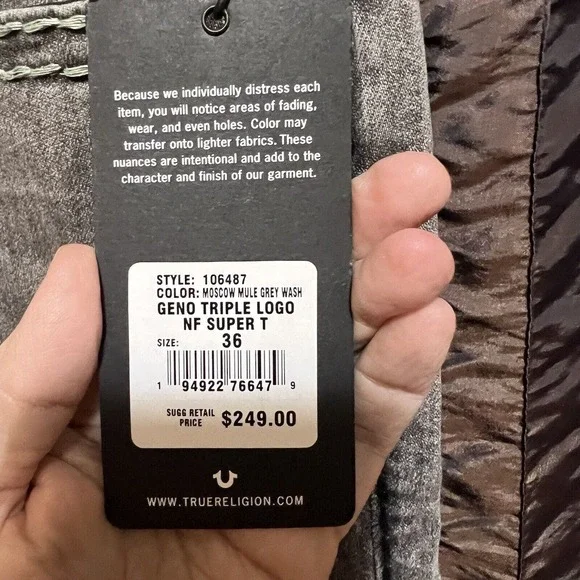 Because we individually distress each
item, you will notice areas of fading,
wear, and even holes. Color may
transfer onto lighter fabrics. These
nuances are intentional and add to the
character and finish of our garment.
STYLE: 106487
COLOR: MOSCOW MULE GREY WASH
GENO TRIPLE LOGO
NF SUPER T
SIZE: 36
1 94922 76647 9
SUGG RETAIL PRICE $249.00
WWW.TRUERELIGION.COM